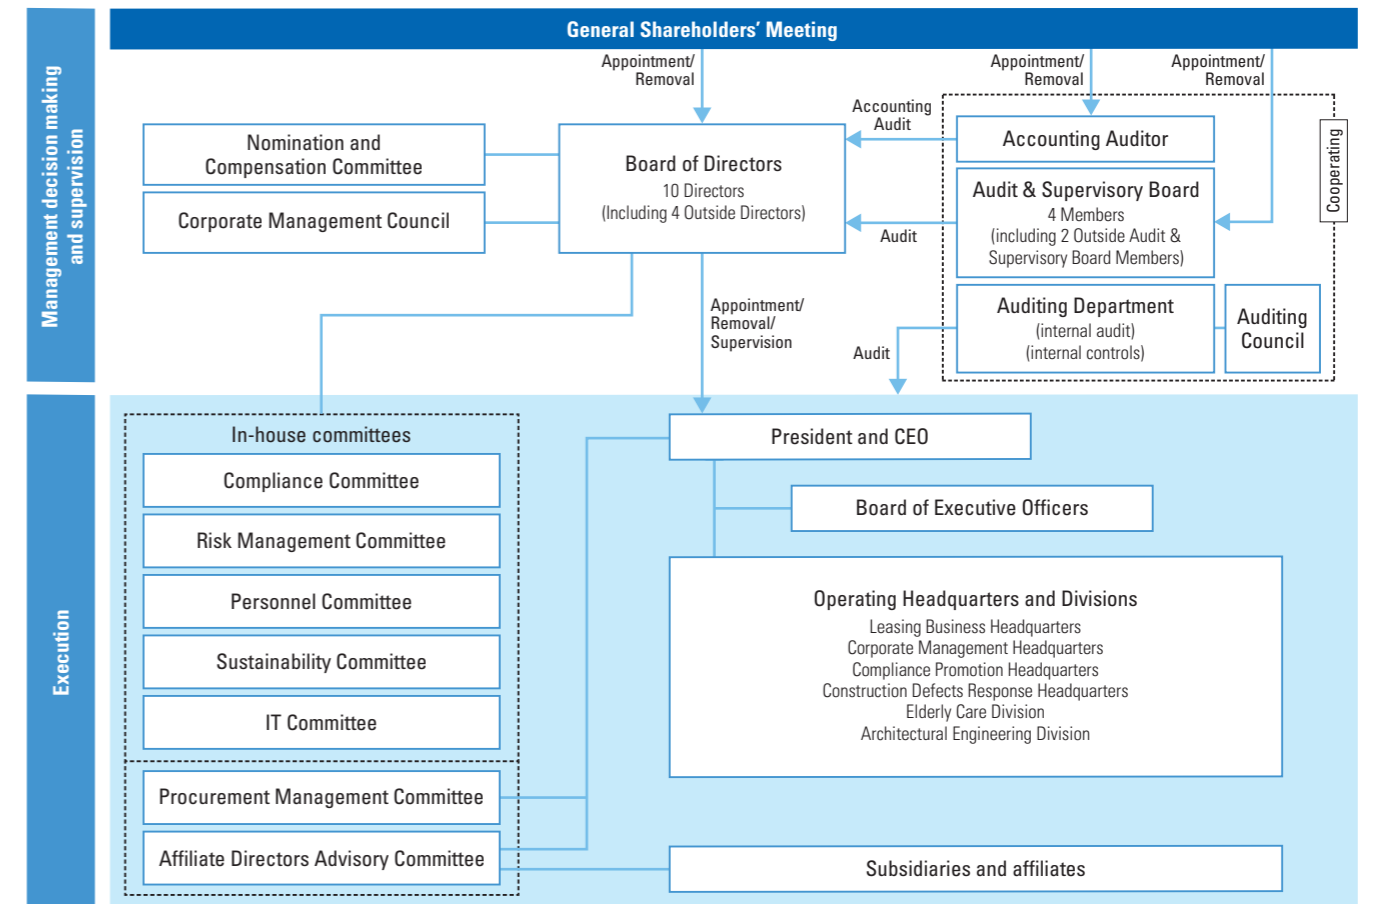 General Shareholders’ Meeting
Management decision making
and supervision
Appointment/
Removal
Appointment/
Removal
Appointment/
Removal
Nomination and
Compensation Committee
Corporate Management Council
Board of Directors
10 Directors
(Including 4 Outside Directors)
Accounting
Audit
Audit
Accounting Auditor
Audit & Supervisory Board
4 Members
(including 2 Outside Audit &
Supervisory Board Members)
Cooperating
Auditing Department
(internal audit)
(internal controls)
Auditing
Council
Appointment/
Removal/
Supervision
Audit
Execution
In-house committees
Compliance Committee
Risk Management Committee
Personnel Committee
Sustainability Committee
IT Committee
Procurement Management Committee
Affiliate Directors Advisory Committee
President and CEO
Board of Executive Officers
Operating Headquarters and Divisions
Leasing Business Headquarters
Corporate Management Headquarters
Compliance Promotion Headquarters
Construction Defects Response Headquarters
Elderly Care Division
Architectural Engineering Division
Subsidiaries and affiliates